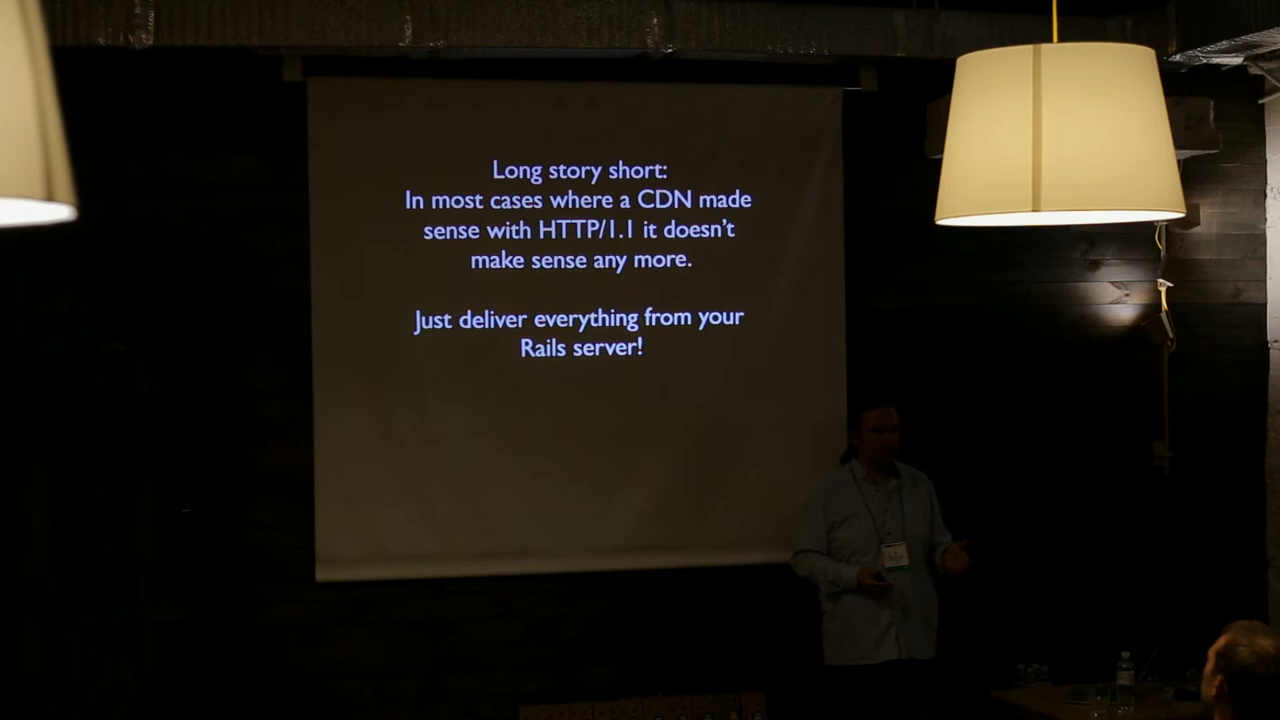 Long story short:
In most cases where a CDN made
sense with HTTP/1.1 it doesn't
make sense any more.
Just deliver everything from your
Rails server!